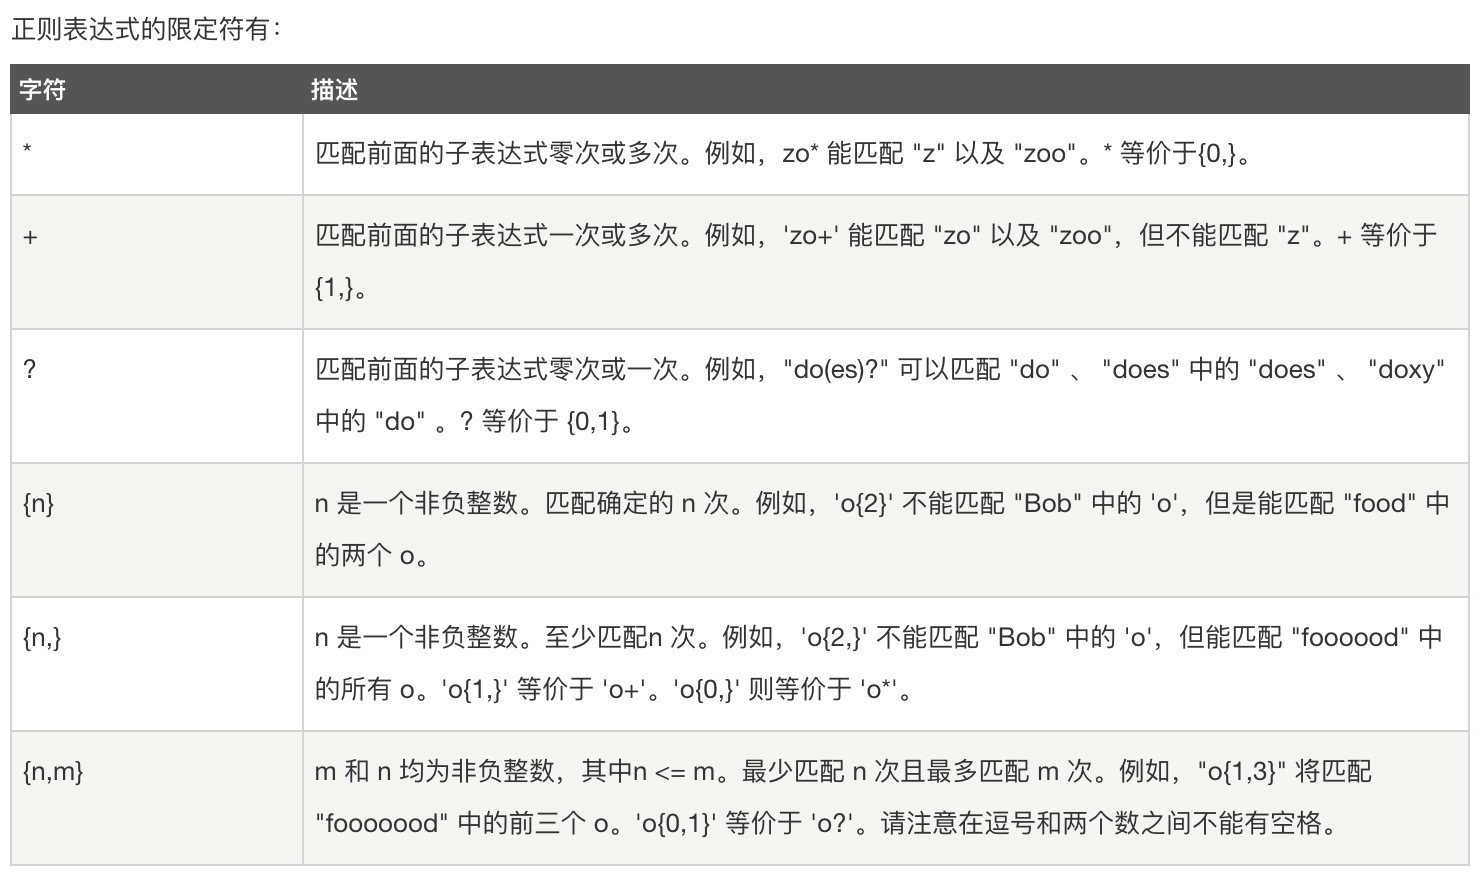 正则表达式的限定符有：
字符 描述
* 匹配前面的子表达式零次或多次。例如，zo* 能匹配 "z" 以及 "zoo"。* 等价于{0,}。
+ 匹配前面的子表达式一次或多次。例如，'zo+' 能匹配 "zo" 以及 "zoo"，但不能匹配 "z"。+ 等价于
{1,}。
? 匹配前面的子表达式零次或一次。例如，"do(es)?" 可以匹配 "do" 、 "does" 中的 "does" 、 "doxy"
中的 "do" 。? 等价于 {0,1}。
{n} n 是一个非负整数。匹配确定的 n 次。例如，'o{2}' 不能匹配 "Bob" 中的 'o'，但是能匹配 "food" 中
的两个 o。
{n,} n 是一个非负整数。至少匹配n 次。例如，'o{2,}' 不能匹配 "Bob" 中的 'o'，但能匹配 "foooood" 中
的所有 o。'o{1,}' 等价于 'o+'。'o{0,}' 则等价于 'o*'。
{n,m} m 和 n 均为非负整数，其中n <= m。最少匹配 n 次且最多匹配 m 次。例如，"o{1,3}" 将匹配
"fooooood" 中的前三个 o。'o{0,1}' 等价于 'o?'。请注意在逗号和两个数之间不能有空格。